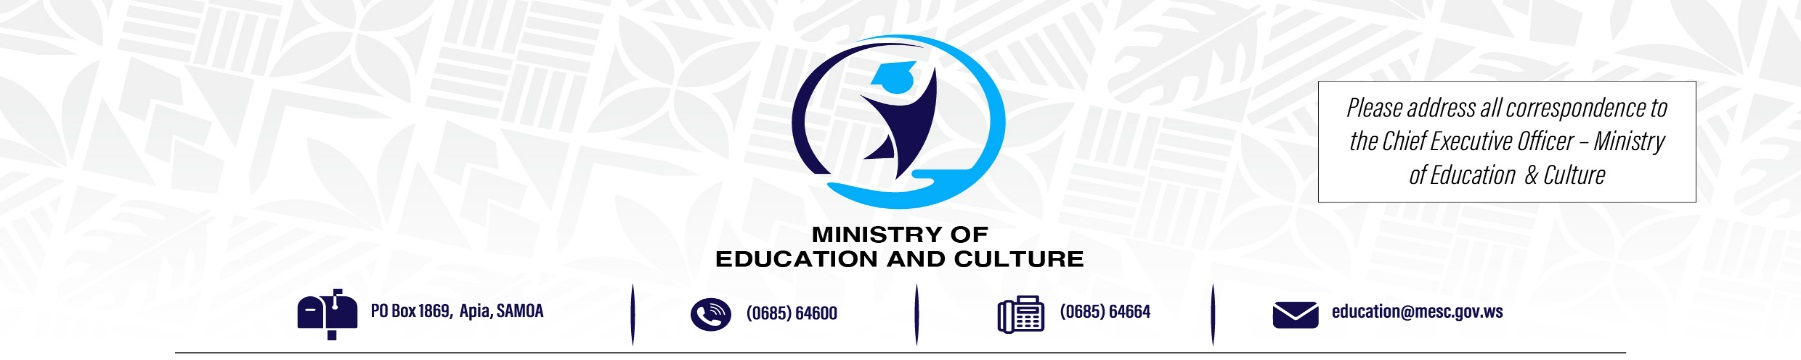 Please address all correspondence to
the Chief Executive Officer – Ministry
of Education & Culture
MINISTRY OF
EDUCATION AND CULTURE
PO Box 1869, Apia, SAMOA
(0685) 64600
(0685) 64664
education@mesc.gov.ws